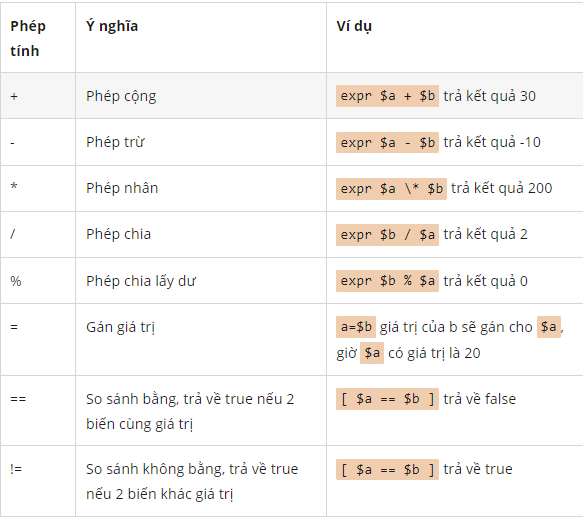 Phép tính Ý nghĩa Ví dụ
+ Phép cộng expr $a + $b trả kết quả 30
- Phép trừ expr $a - $b trả kết quả -10
* Phép nhân expr $a \* $b trả kết quả 200
/ Phép chia expr $b / $a trả kết quả 2
% Phép chia lấy dư expr $b % $a trả kết quả 0
= Gán giá trị a=$b giá trị của b sẽ gán cho $a,
giờ $a có giá trị là 20
== So sánh bằng, trả về true nếu 2 [ $a == $b ] trả về false
biến cùng giá trị
!= So sánh không bằng, trả về true [ $a == $b ] trả về true
nếu 2 biến khác giá trị